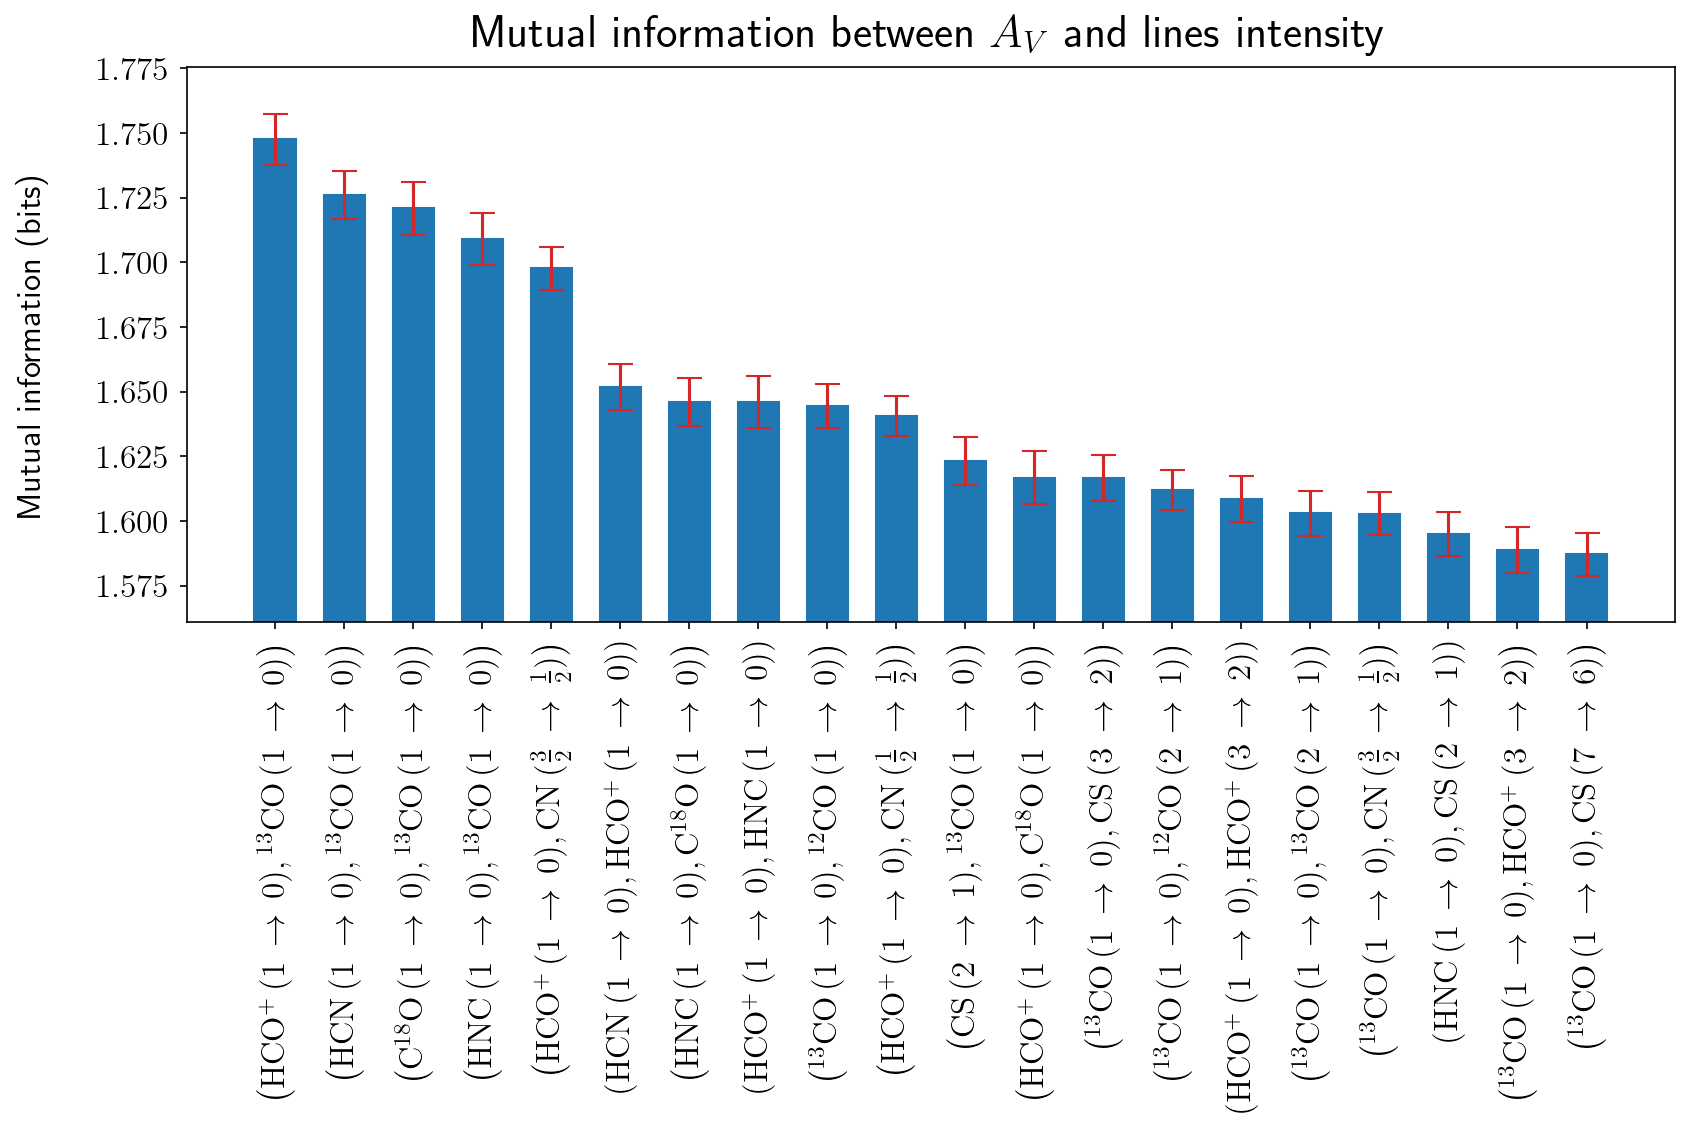 Mutual information between A_V and lines intensity
Mutual information (bits)
1.775
1.750
1.725
1.700
1.675
1.650
1.625
1.600
1.575
(HCO⁺ (1 → 0), ¹³CO (1 → 0))
(HCN (1 → 0), ¹³CO (1 → 0))
(C¹⁸O (1 → 0), ¹³CO (1 → 0))
(HNC (1 → 0), ¹³CO (1 → 0))
(HCO⁺ (1 → 0), CN (3/2 → 1/2))
(HCN (1 → 0), HCO⁺ (1 → 0))
(HNC (1 → 0), C¹⁸O (1 → 0))
(HCO⁺ (1 → 0), HNC (1 → 0))
(¹³CO (1 → 0), ¹²CO (1 → 0))
(HCO⁺ (1 → 0), CN (1/2 → 1/2))
(CS (2 → 1), ¹³CO (1 → 0))
(HCO⁺ (1 → 0), C¹⁸O (1 → 0))
(¹³CO (1 → 0), CS (3 → 2))
(¹³CO (1 → 0), ¹²CO (2 → 1))
(HCO⁺ (1 → 0), HCO⁺ (3 → 2))
(¹³CO (1 → 0), ¹³CO (2 → 1))
(¹³CO (1 → 0), CN (3/2 → 1/2))
(HNC (1 → 0), CS (2 → 1))
(¹³CO (1 → 0), HCO⁺ (3 → 2))
(¹³CO (1 → 0), CS (7 → 6))